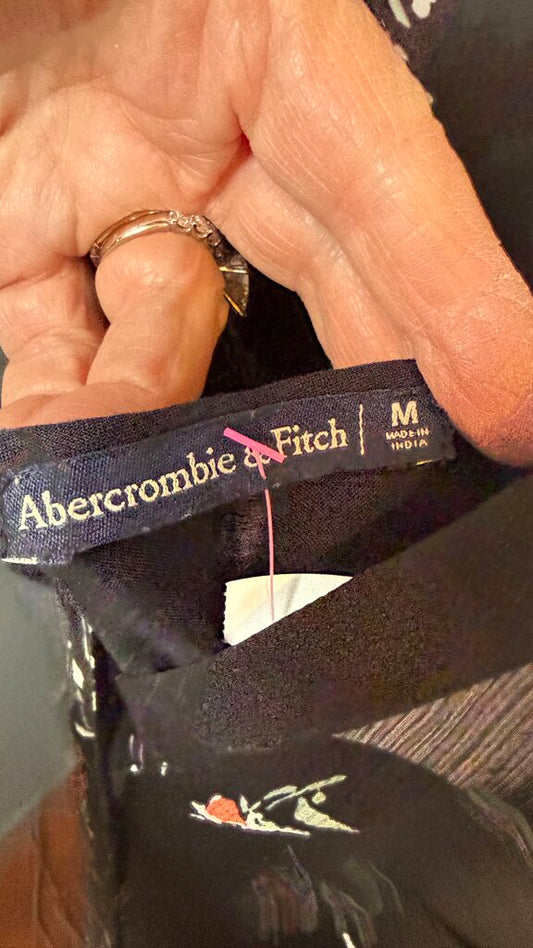 Abercrombie & Fitch
M
MADE IN
INDIA